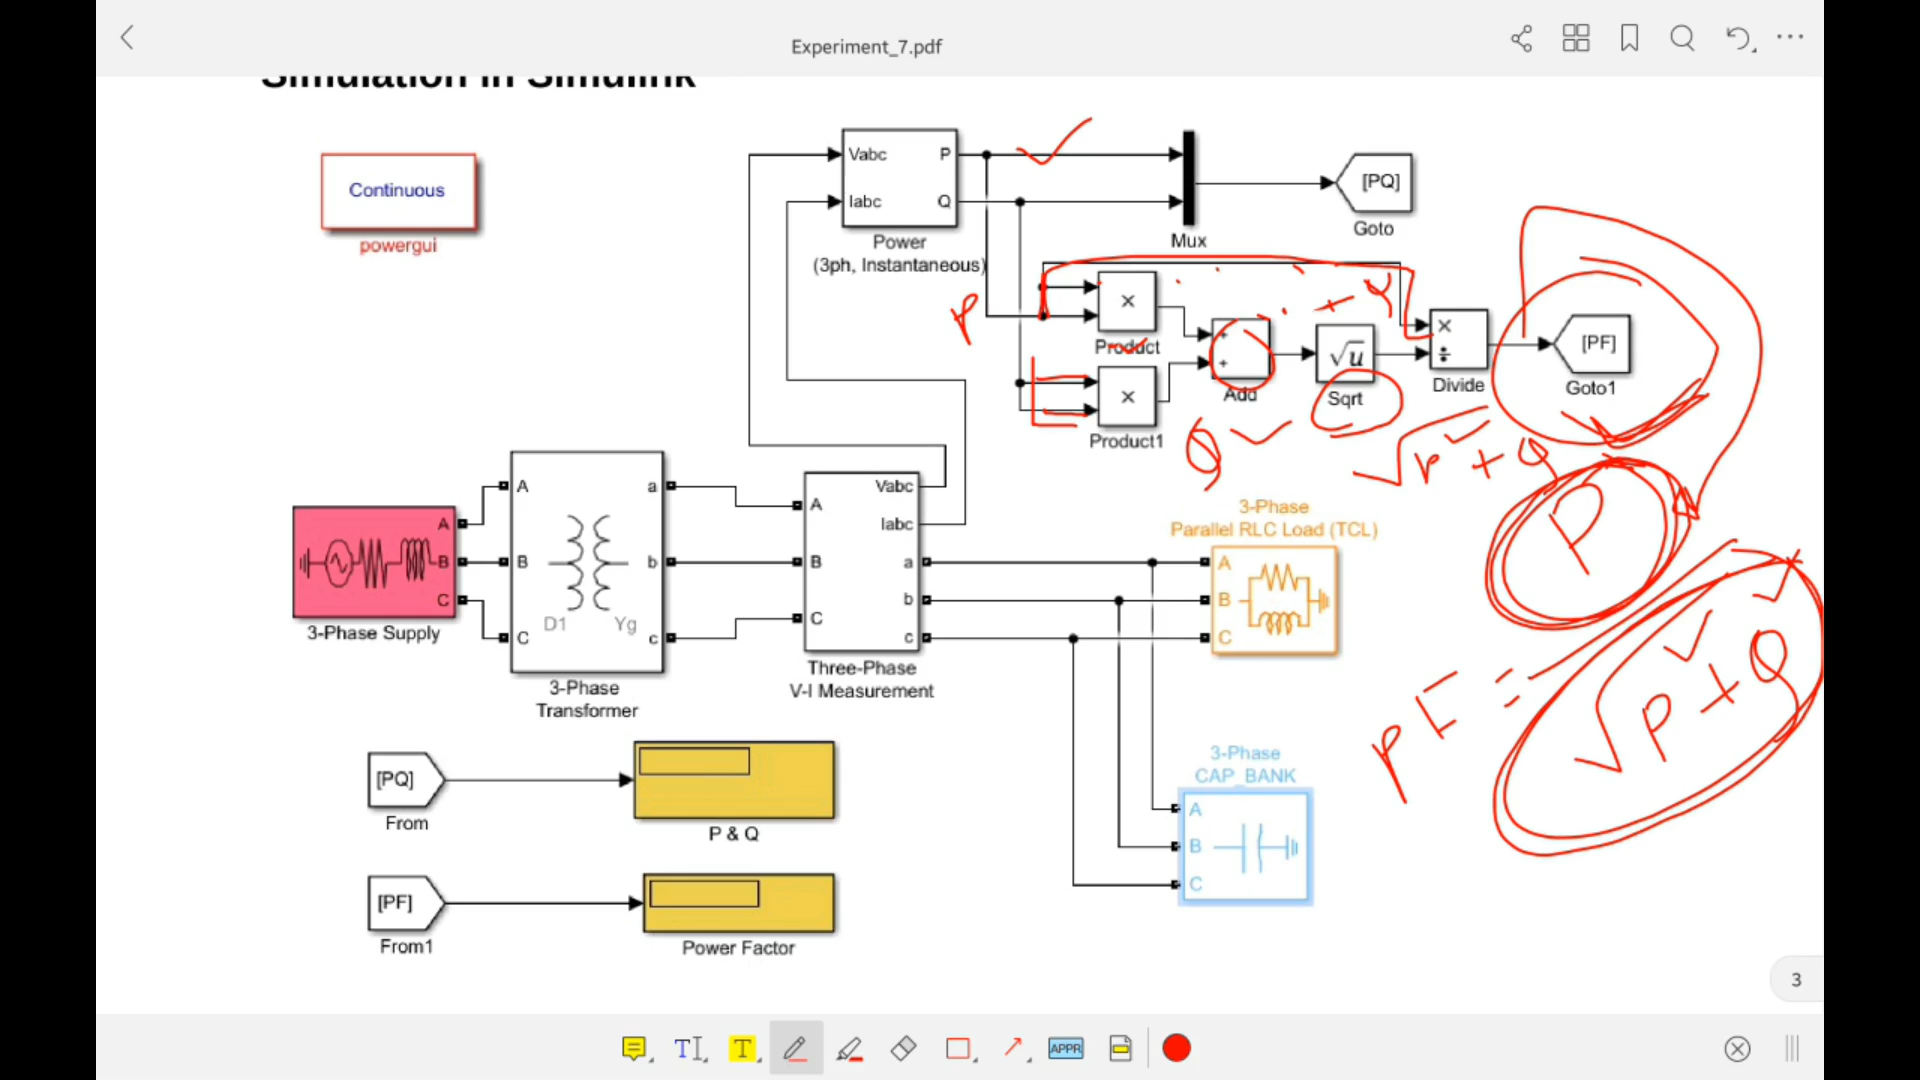 Experiment_7.pdf
Simulation in Simulink
Continuous
powergui
Vabc P
Iabc Q
Power
(3ph, Instantaneous)
Mux
[PQ]
Goto
P
×
Product
×
Product1
+
+
Add
√u
Sqrt
×
÷
Divide
[PF]
Goto1
Q
√P + Q
P
PF =
√P + Q
A
B
C
3-Phase Supply
A a
B b
C c
D1 Yg
3-Phase
Transformer
A
B
C
Vabc
Iabc
a
b
c
Three-Phase
V-I Measurement
3-Phase
Parallel RLC Load (TCL)
A
B
C
3-Phase
CAP_BANK
A
B
C
[PQ]
From
P & Q
[PF]
From1
Power Factor
3
T
T
APPR